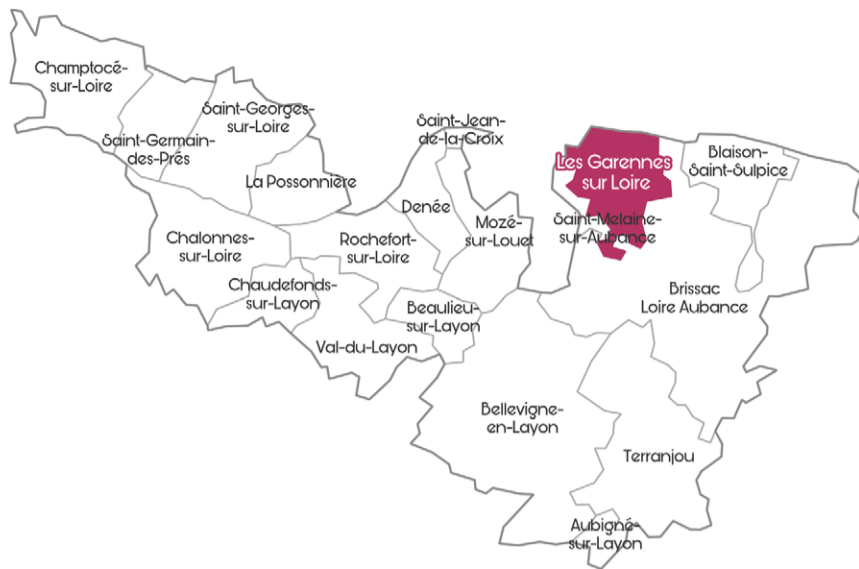 Champtocé-
sur-Loire
Saint-Georges-
sur-Loire
Saint-Germain-
des-Prés
La Possonnière
Saint-Jean-
de-la-Croix
Les Garennes
sur Loire
Blaison-
Saint-Sulpice
Denée
Mozé-
sur-Louet
Saint-Melaine-
sur-Aubance
Chalonnes-
sur-Loire
Rochefort-
sur-Loire
Chaudefonds-
sur-Layon
Beaulieu-
sur-Layon
Brissac
Loire Aubance
Val-du-Layon
Bellevigne-
en-Layon
Terranjou
Aubigné-
sur-Layon